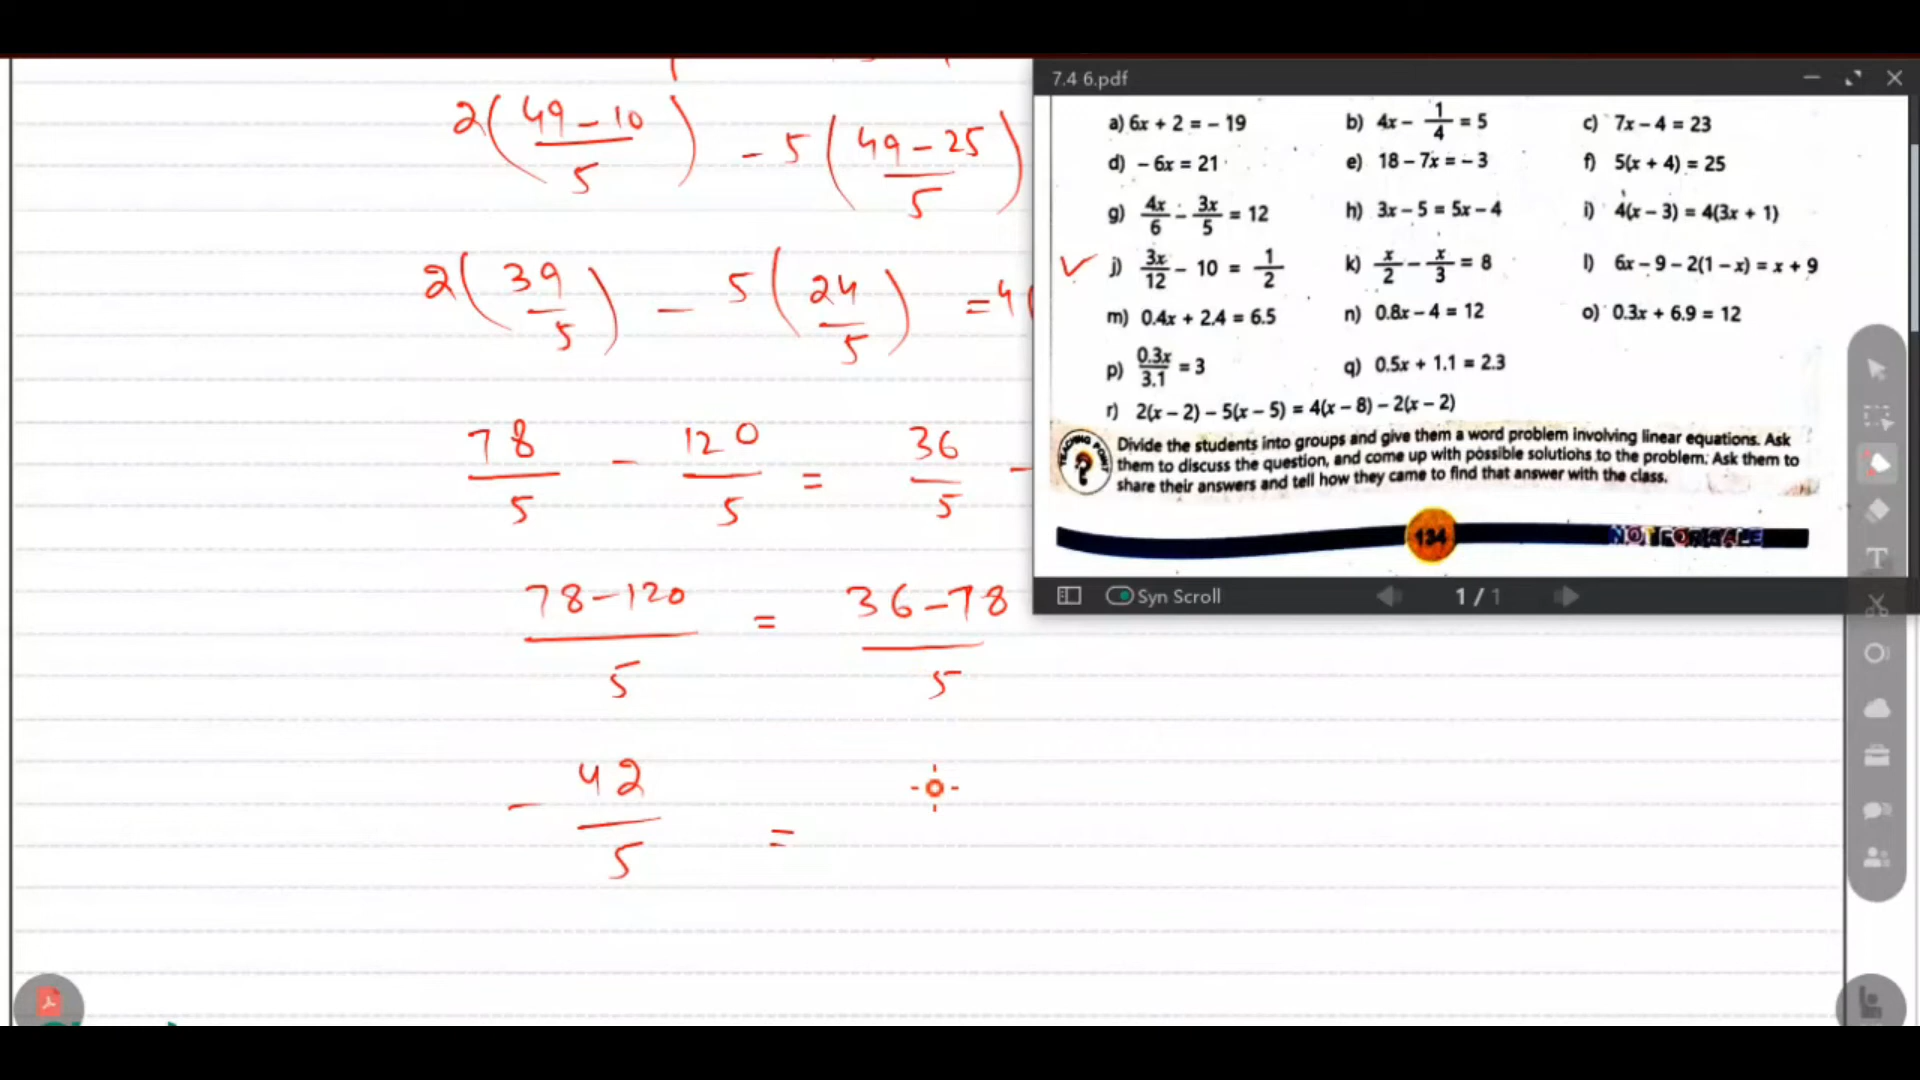 2(49-10/5) - 5(49-25/5)
2(39/5) - 5(24/5) = 4(
78/5 - 120/5 = 36/5 -
78-120/5 = 36-78/5
-42/5 =
7.4 6.pdf
a) 6x + 2 = – 19 b) 4x – 1/4 = 5 c) 7x – 4 = 23
d) – 6x = 21 e) 18 – 7x = – 3 f) 5(x + 4) = 25
g) 4x/6 – 3x/5 = 12 h) 3x – 5 = 5x – 4 i) 4(x – 3) = 4(3x + 1)
j) 3x/12 – 10 = 1/2 k) x/2 – x/3 = 8 l) 6x – 9 – 2(1 – x) = x + 9
m) 0.4x + 2.4 = 6.5 n) 0.8x – 4 = 12 o) 0.3x + 6.9 = 12
p) 0.3x/3.1 = 3 q) 0.5x + 1.1 = 2.3
r) 2(x – 2) – 5(x – 5) = 4(x – 8) – 2(x – 2)
TEACHING POINT
?
Divide the students into groups and give them a word problem involving linear equations. Ask
them to discuss the question, and come up with possible solutions to the problem. Ask them to
share their answers and tell how they came to find that answer with the class.
134
NOT FOR SALE
Syn Scroll
1 / 1
T